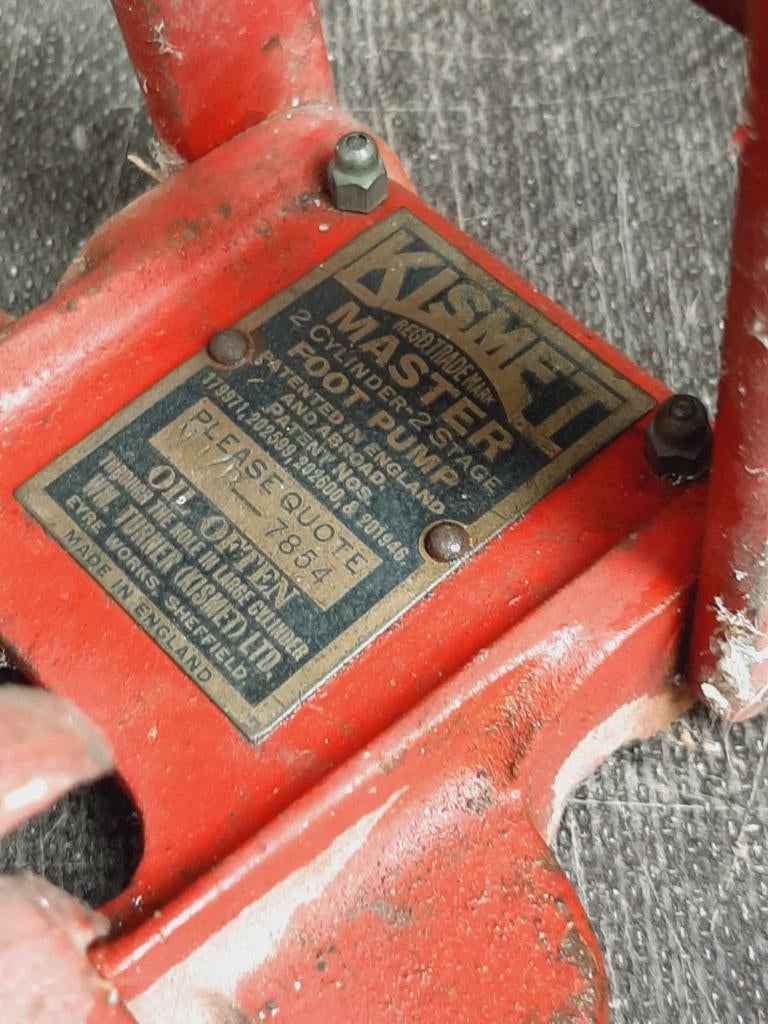 KISMET
REGD. TRADE MARK
MASTER
2 CYLINDER-2 STAGE
FOOT PUMP
PATENTED IN ENGLAND
AND ABROAD
PATENT NOS.
179971, 202599, 202600, & 201946.
PLEASE QUOTE
7854
OIL OFTEN
THROUGH THE HOLE IN LARGE CYLINDER
WM. TURNER (KISMET) LTD.
EYRE WORKS, SHEFFIELD.
MADE IN ENGLAND